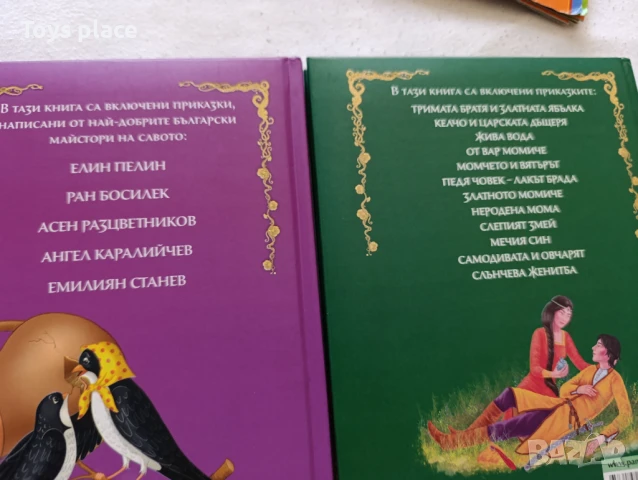 Toys place
В ТАЗИ КНИГА СА ВКЛЮЧЕНИ ПРИКАЗКИ,
НАПИСАНИ ОТ НАЙ-ДОБРИТЕ БЪЛГАРСКИ
МАЙСТОРИ НА СЛОВОТО:
ЕЛИН ПЕЛИН
РАН БОСИЛЕК
АСЕН РАЗЦВЕТНИКОВ
АНГЕЛ КАРАЛИЙЧЕВ
ЕМИЛИЯН СТАНЕВ
В ТАЗИ КНИГА СА ВКЛЮЧЕНИ ПРИКАЗКИТЕ:
ТРИМАТА БРАТЯ И ЗЛАТНАТА ЯБЪЛКА
КЕЛЧО И ЦАРСКАТА ДЪЩЕРЯ
ЖИВА ВОДА
ОТ ВАР МОМИЧЕ
МОМЧЕТО И ВЯТЪРЪТ
ПЕДЯ ЧОВЕК – ЛАКЪТ БРАДА
ЗЛАТНОТО МОМИЧЕ
НЕРОДЕНА МОМА
СЛЕПИЯТ ЗМЕЙ
МЕЧИЯ СИН
САМОДИВАТА И ОВЧАРЯТ
СЛЪНЧЕВА ЖЕНИТБА
BAZAR